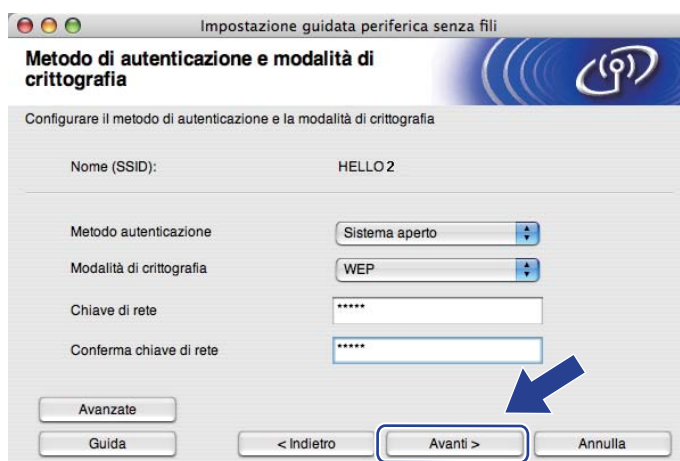 Impostazione guidata periferica senza fili
Metodo di autenticazione e modalità di
crittografia
Configurare il metodo di autenticazione e la modalità di crittografia
Nome (SSID): HELLO 2
Metodo autenticazione Sistema aperto
Modalità di crittografia WEP
Chiave di rete *****
Conferma chiave di rete *****
Avanzate
Guida < Indietro Avanti > Annulla